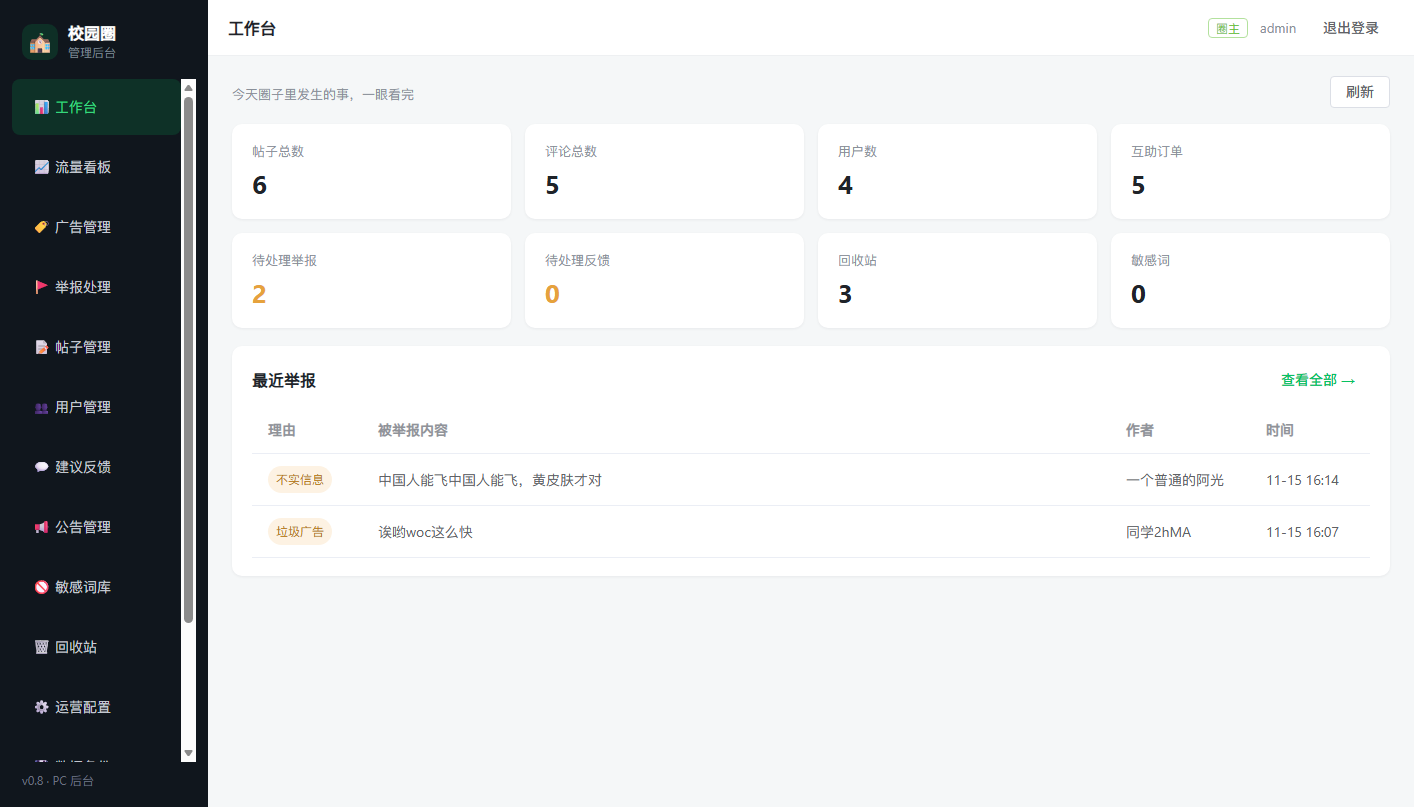 校园圈
管理后台
工作台
流量看板
广告管理
举报处理
帖子管理
用户管理
建议反馈
公告管理
敏感词库
回收站
运营配置
v0.8 · PC 后台
工作台
圈主 admin 退出登录
今天圈子里发生的事，一眼看完
刷新
帖子总数 评论总数 用户数 互助订单
6 5 4 5
待处理举报 待处理反馈 回收站 敏感词
2 0 3 0
最近举报 查看全部 →
理由 被举报内容 作者 时间
不实信息 中国人能飞中国人能飞，黄皮肤才对 一个普通的阿光 11-15 16:14
垃圾广告 诶哟woc这么快 同学2hMA 11-15 16:07